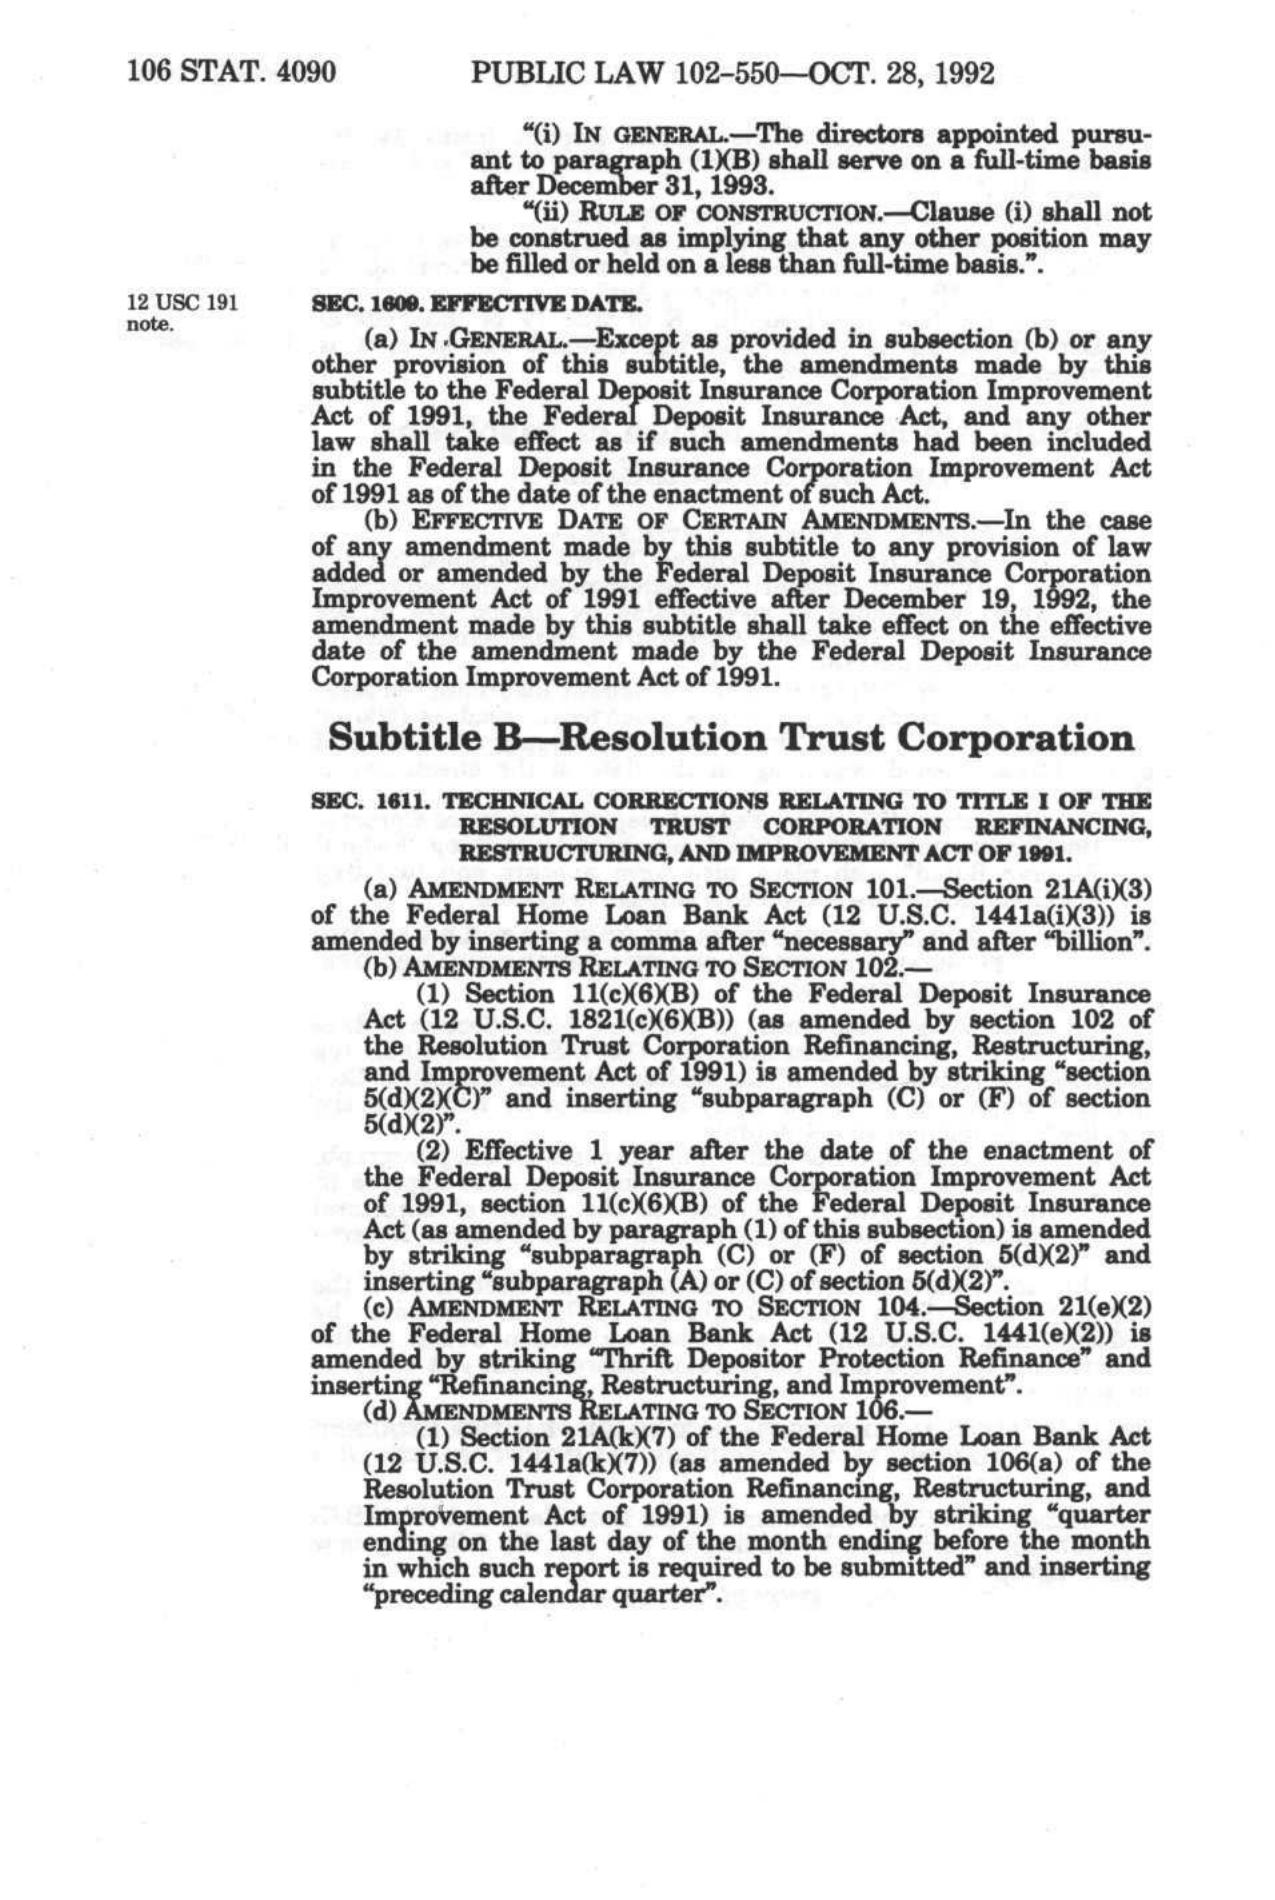 106 STAT. 4090 PUBLIC LAW 102-550—OCT. 28, 1992
“(i) IN GENERAL.—The directors appointed pursu-
ant to paragraph (1)(B) shall serve on a full-time basis
after December 31, 1993.
“(ii) RULE OF CONSTRUCTION.—Clause (i) shall not
be construed as implying that any other position may
be filled or held on a less than full-time basis.”.
12 USC 191
note.
SEC. 1609. EFFECTIVE DATE.
(a) IN GENERAL.—Except as provided in subsection (b) or any
other provision of this subtitle, the amendments made by this
subtitle to the Federal Deposit Insurance Corporation Improvement
Act of 1991, the Federal Deposit Insurance Act, and any other
law shall take effect as if such amendments had been included
in the Federal Deposit Insurance Corporation Improvement Act
of 1991 as of the date of the enactment of such Act.
(b) EFFECTIVE DATE OF CERTAIN AMENDMENTS.—In the case
of any amendment made by this subtitle to any provision of law
added or amended by the Federal Deposit Insurance Corporation
Improvement Act of 1991 effective after December 19, 1992, the
amendment made by this subtitle shall take effect on the effective
date of the amendment made by the Federal Deposit Insurance
Corporation Improvement Act of 1991.
Subtitle B—Resolution Trust Corporation
SEC. 1611. TECHNICAL CORRECTIONS RELATING TO TITLE I OF THE
RESOLUTION TRUST CORPORATION REFINANCING,
RESTRUCTURING, AND IMPROVEMENT ACT OF 1991.
(a) AMENDMENT RELATING TO SECTION 101.—Section 21A(i)(3)
of the Federal Home Loan Bank Act (12 U.S.C. 1441a(i)(3)) is
amended by inserting a comma after “necessary” and after “billion”.
(b) AMENDMENTS RELATING TO SECTION 102.—
(1) Section 11(c)(6)(B) of the Federal Deposit Insurance
Act (12 U.S.C. 1821(c)(6)(B)) (as amended by section 102 of
the Resolution Trust Corporation Refinancing, Restructuring,
and Improvement Act of 1991) is amended by striking “section
5(d)(2)(C)” and inserting “subparagraph (C) or (F) of section
5(d)(2)”.
(2) Effective 1 year after the date of the enactment of
the Federal Deposit Insurance Corporation Improvement Act
of 1991, section 11(c)(6)(B) of the Federal Deposit Insurance
Act (as amended by paragraph (1) of this subsection) is amended
by striking “subparagraph (C) or (F) of section 5(d)(2)” and
inserting “subparagraph (A) or (C) of section 5(d)(2)”.
(c) AMENDMENT RELATING TO SECTION 104.—Section 21(e)(2)
of the Federal Home Loan Bank Act (12 U.S.C. 1441(e)(2)) is
amended by striking “Thrift Depositor Protection Refinance” and
inserting “Refinancing, Restructuring, and Improvement”.
(d) AMENDMENTS RELATING TO SECTION 106.—
(1) Section 21A(k)(7) of the Federal Home Loan Bank Act
(12 U.S.C. 1441a(k)(7)) (as amended by section 106(a) of the
Resolution Trust Corporation Refinancing, Restructuring, and
Improvement Act of 1991) is amended by striking “quarter
ending on the last day of the month ending before the month
in which such report is required to be submitted” and inserting
“preceding calendar quarter”.